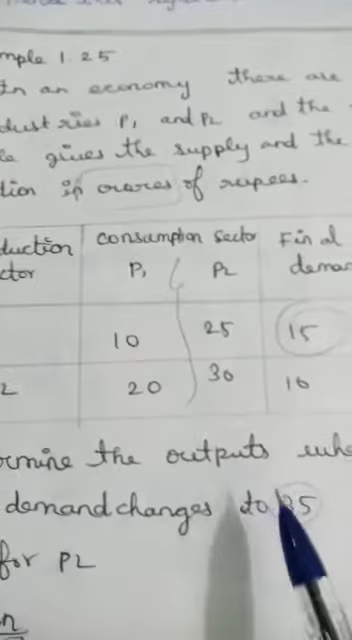 mple 1.25
In an economy there are
dustries P1 and P2 and the
le gives the supply and the
tion in crores of rupees.
duction consumption sector Final
ctor P1 P2 deman
10 25 15
2 20 30 10
rmine the outputs whe
demand changes to 35
for P2